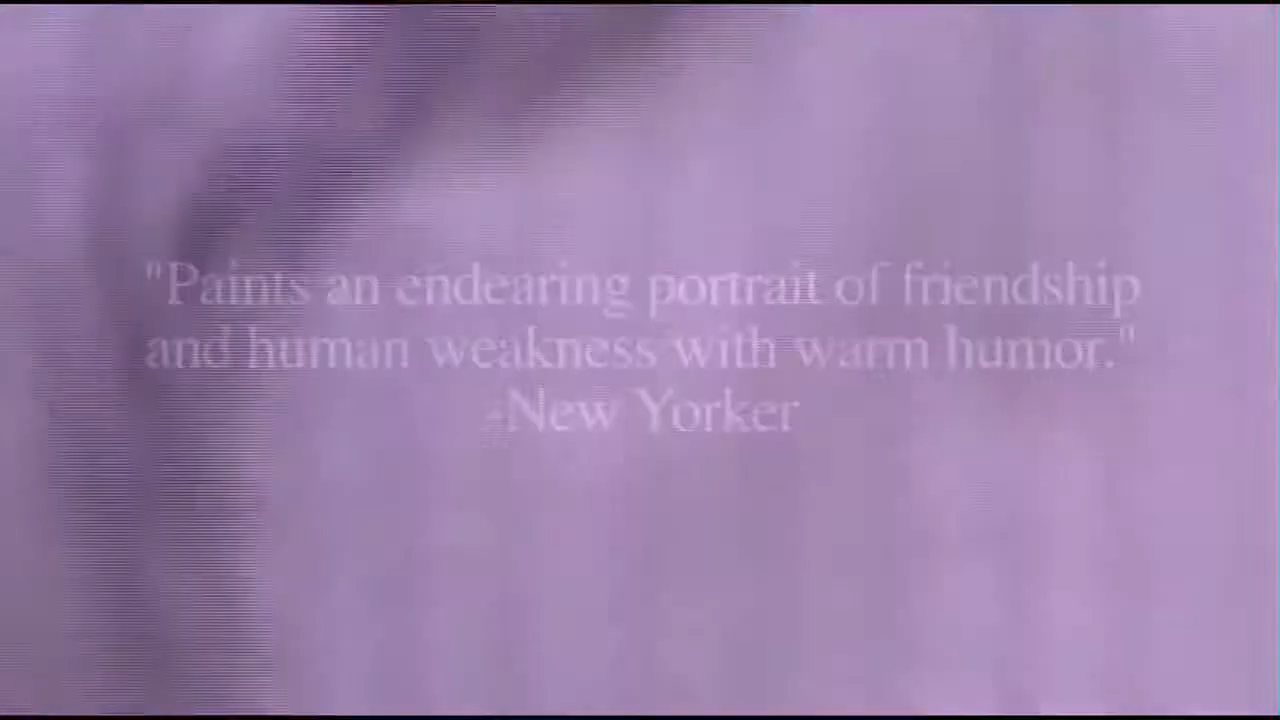 "Paints an endearing portrait of friendship
and human weakness with warm humor."
-New Yorker